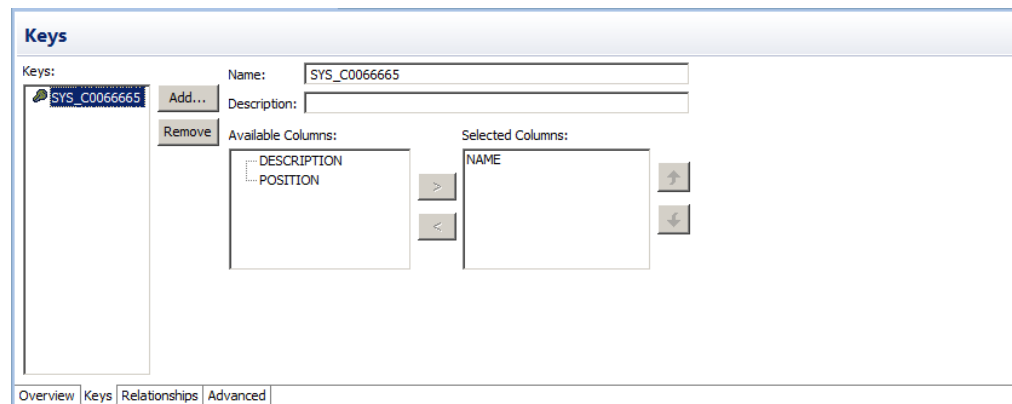 Keys
Keys:
SYS_C0066665
Add...
Remove
Name: SYS_C0066665
Description:
Available Columns:
DESCRIPTION
POSITION
>
<
Selected Columns:
NAME
Overview Keys Relationships Advanced